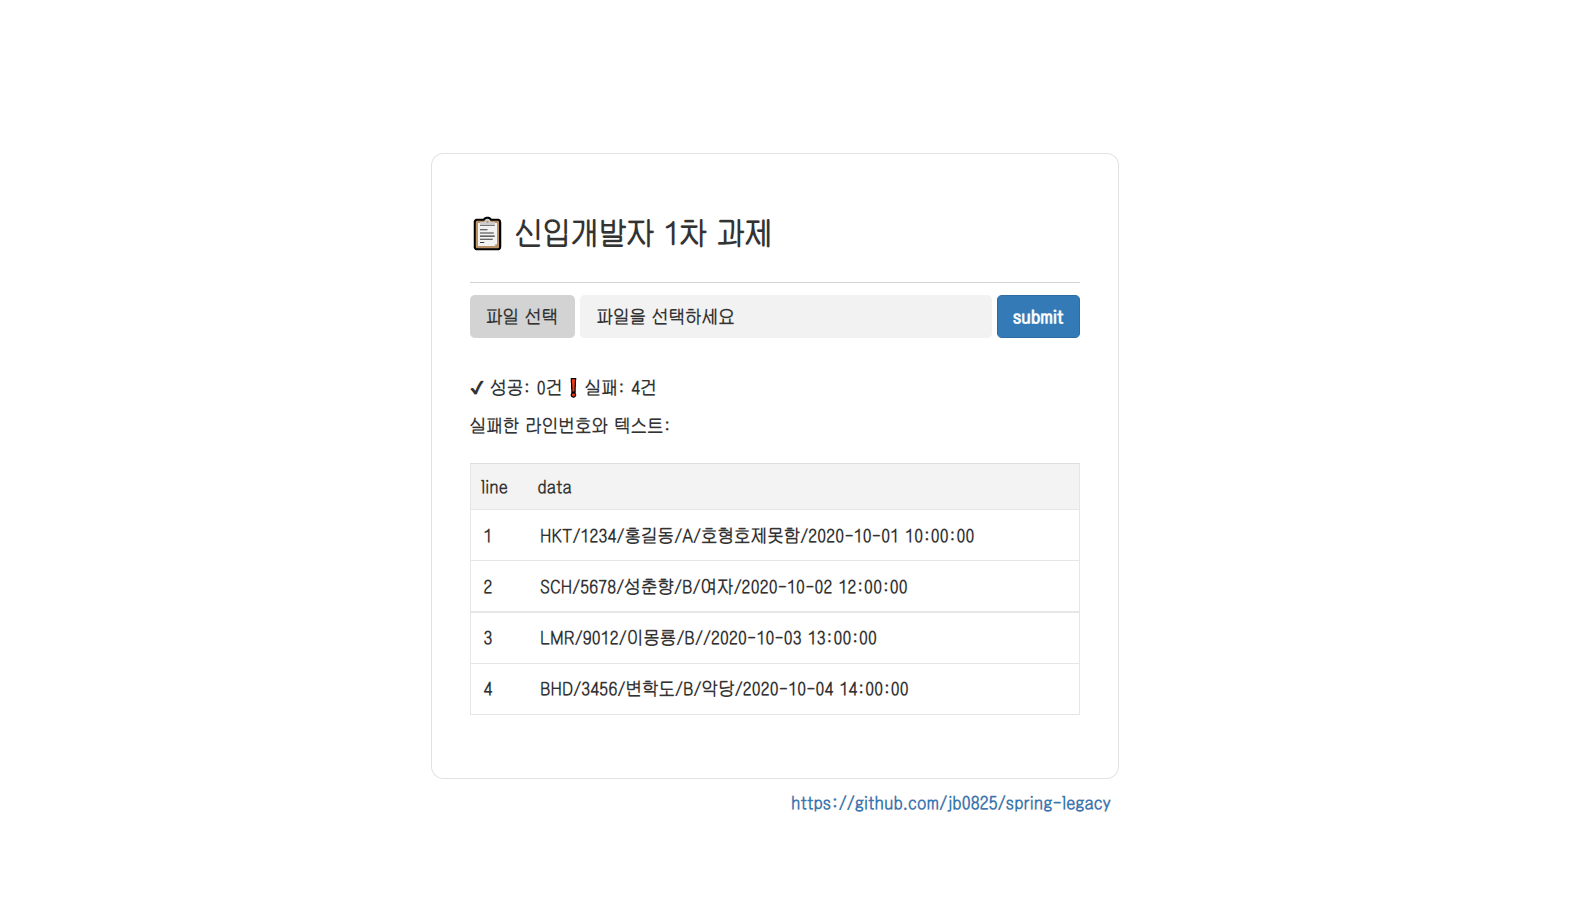 📋 신입개발자 1차 과제
파일 선택 파일을 선택하세요 submit
✔ 성공: 0건❗실패: 4건
실패한 라인번호와 텍스트:
line data
1 HKT/1234/홍길동/A/호형호제못함/2020-10-01 10:00:00
2 SCH/5678/성춘향/B/여자/2020-10-02 12:00:00
3 LMR/9012/이몽룡/B//2020-10-03 13:00:00
4 BHD/3456/변학도/B/악당/2020-10-04 14:00:00
https://github.com/jb0825/spring-legacy